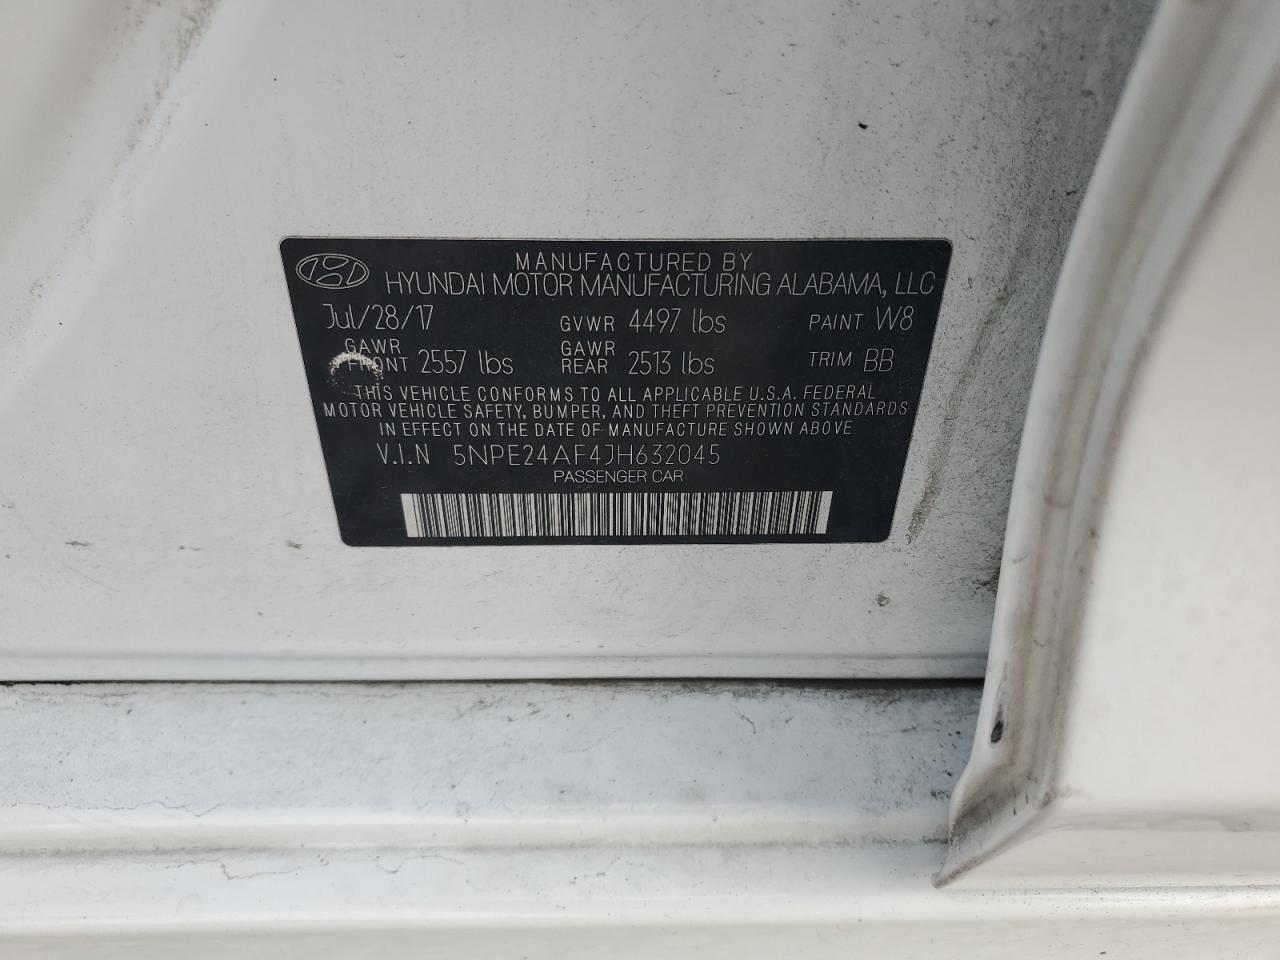 MANUFACTURED BY
HYUNDAI MOTOR MANUFACTURING ALABAMA, LLC
Jul/28/17 GVWR 4497 lbs PAINT W8
GAWR FRONT 2557 lbs GAWR REAR 2513 lbs TRIM BB
THIS VEHICLE CONFORMS TO ALL APPLICABLE U.S.A. FEDERAL
MOTOR VEHICLE SAFETY, BUMPER, AND THEFT PREVENTION STANDARDS
IN EFFECT ON THE DATE OF MANUFACTURE SHOWN ABOVE
V.I.N 5NPE24AF4JH632045
PASSENGER CAR